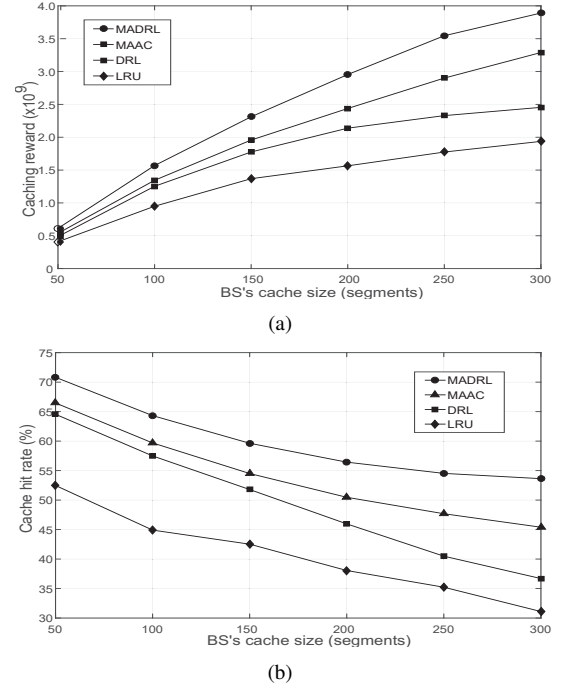 4.0
3.5
3.0
2.5
2.0
1.5
1.0
0.5
0
Caching reward (x10^9)
MADRL
MAAC
DRL
LRU
50 100 150 200 250 300
BS's cache size (segments)
(a)
75
70
65
60
55
50
45
40
35
30
Cache hit rate (%)
MADRL
MAAC
DRL
LRU
50 100 150 200 250 300
BS's cache size (segments)
(b)